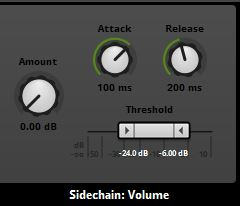 Attack
Release
Amount
100 ms
200 ms
0.00 dB
Threshold
dB
-∞ -50
10
-24.0 dB
-6.00 dB
Sidechain: Volume